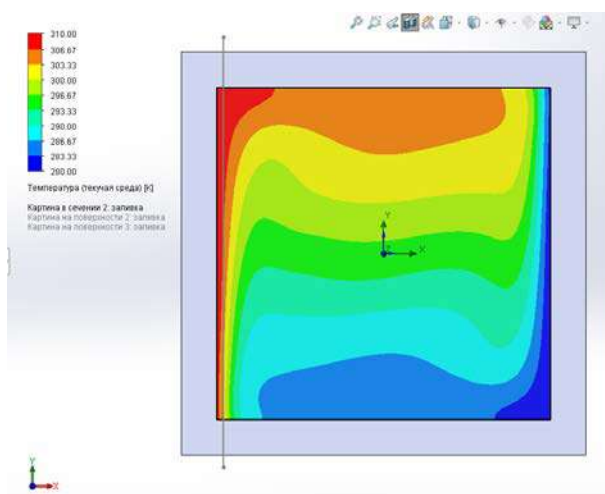 310.00
306.67
303.33
300.00
296.67
293.33
290.00
286.67
283.33
280.00
Температура (текучая среда) [K]
Картина в сечении 2: заливка
Картина на поверхности 2: заливка
Картина на поверхности 3: заливка
Y
X
Y
X